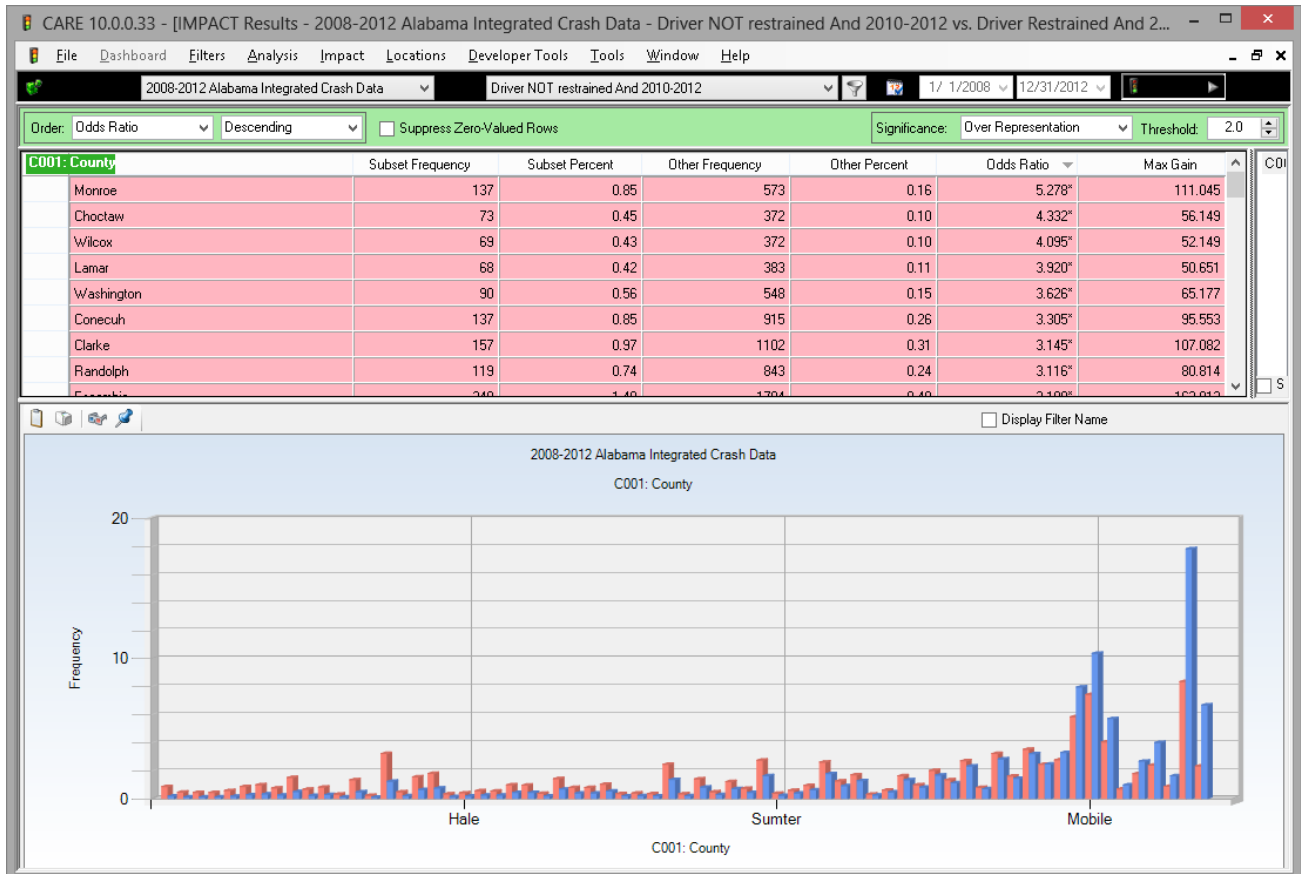 CARE 10.0.0.33 - [IMPACT Results - 2008-2012 Alabama Integrated Crash Data - Driver NOT restrained And 2010-2012 vs. Driver Restrained And 2...
File Dashboard Filters Analysis Impact Locations Developer Tools Tools Window Help
2008-2012 Alabama Integrated Crash Data Driver NOT restrained And 2010-2012 1/ 1/2008 12/31/2012
Order: Odds Ratio Descending Suppress Zero-Valued Rows Significance: Over Representation Threshold: 2.0
C001: County Subset Frequency Subset Percent Other Frequency Other Percent Odds Ratio Max Gain
Monroe 137 0.85 573 0.16 5.278* 111.045
Choctaw 73 0.45 372 0.10 4.332* 56.149
Wilcox 69 0.43 372 0.10 4.095* 52.149
Lamar 68 0.42 383 0.11 3.920* 50.651
Washington 90 0.56 548 0.15 3.626* 65.177
Conecuh 137 0.85 915 0.26 3.305* 95.553
Clarke 157 0.97 1102 0.31 3.145* 107.082
Randolph 119 0.74 843 0.24 3.116* 80.814
S
Display Filter Name
2008-2012 Alabama Integrated Crash Data
C001: County
20
10
0
Frequency
Hale Sumter Mobile
C001: County